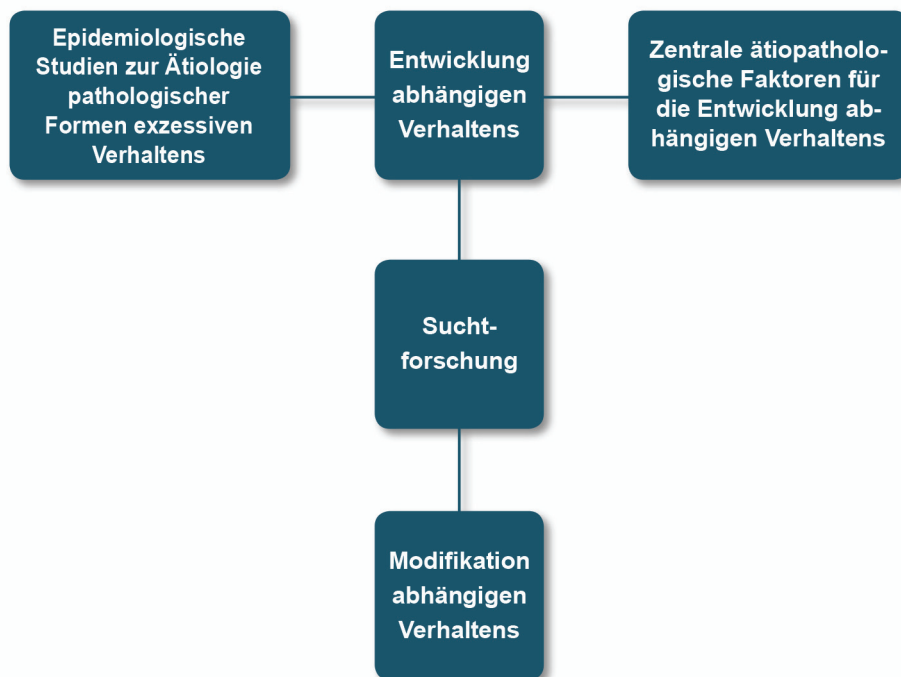 Epidemiologische
Studien zur Ätiologie
pathologischer
Formen exzessiven
Verhaltens
Entwicklung
abhängigen
Verhaltens
Zentrale ätiopatholo-
gische Faktoren für
die Entwicklung ab-
hängigen Verhaltens
Sucht-
forschung
Modifikation
abhängigen
Verhaltens